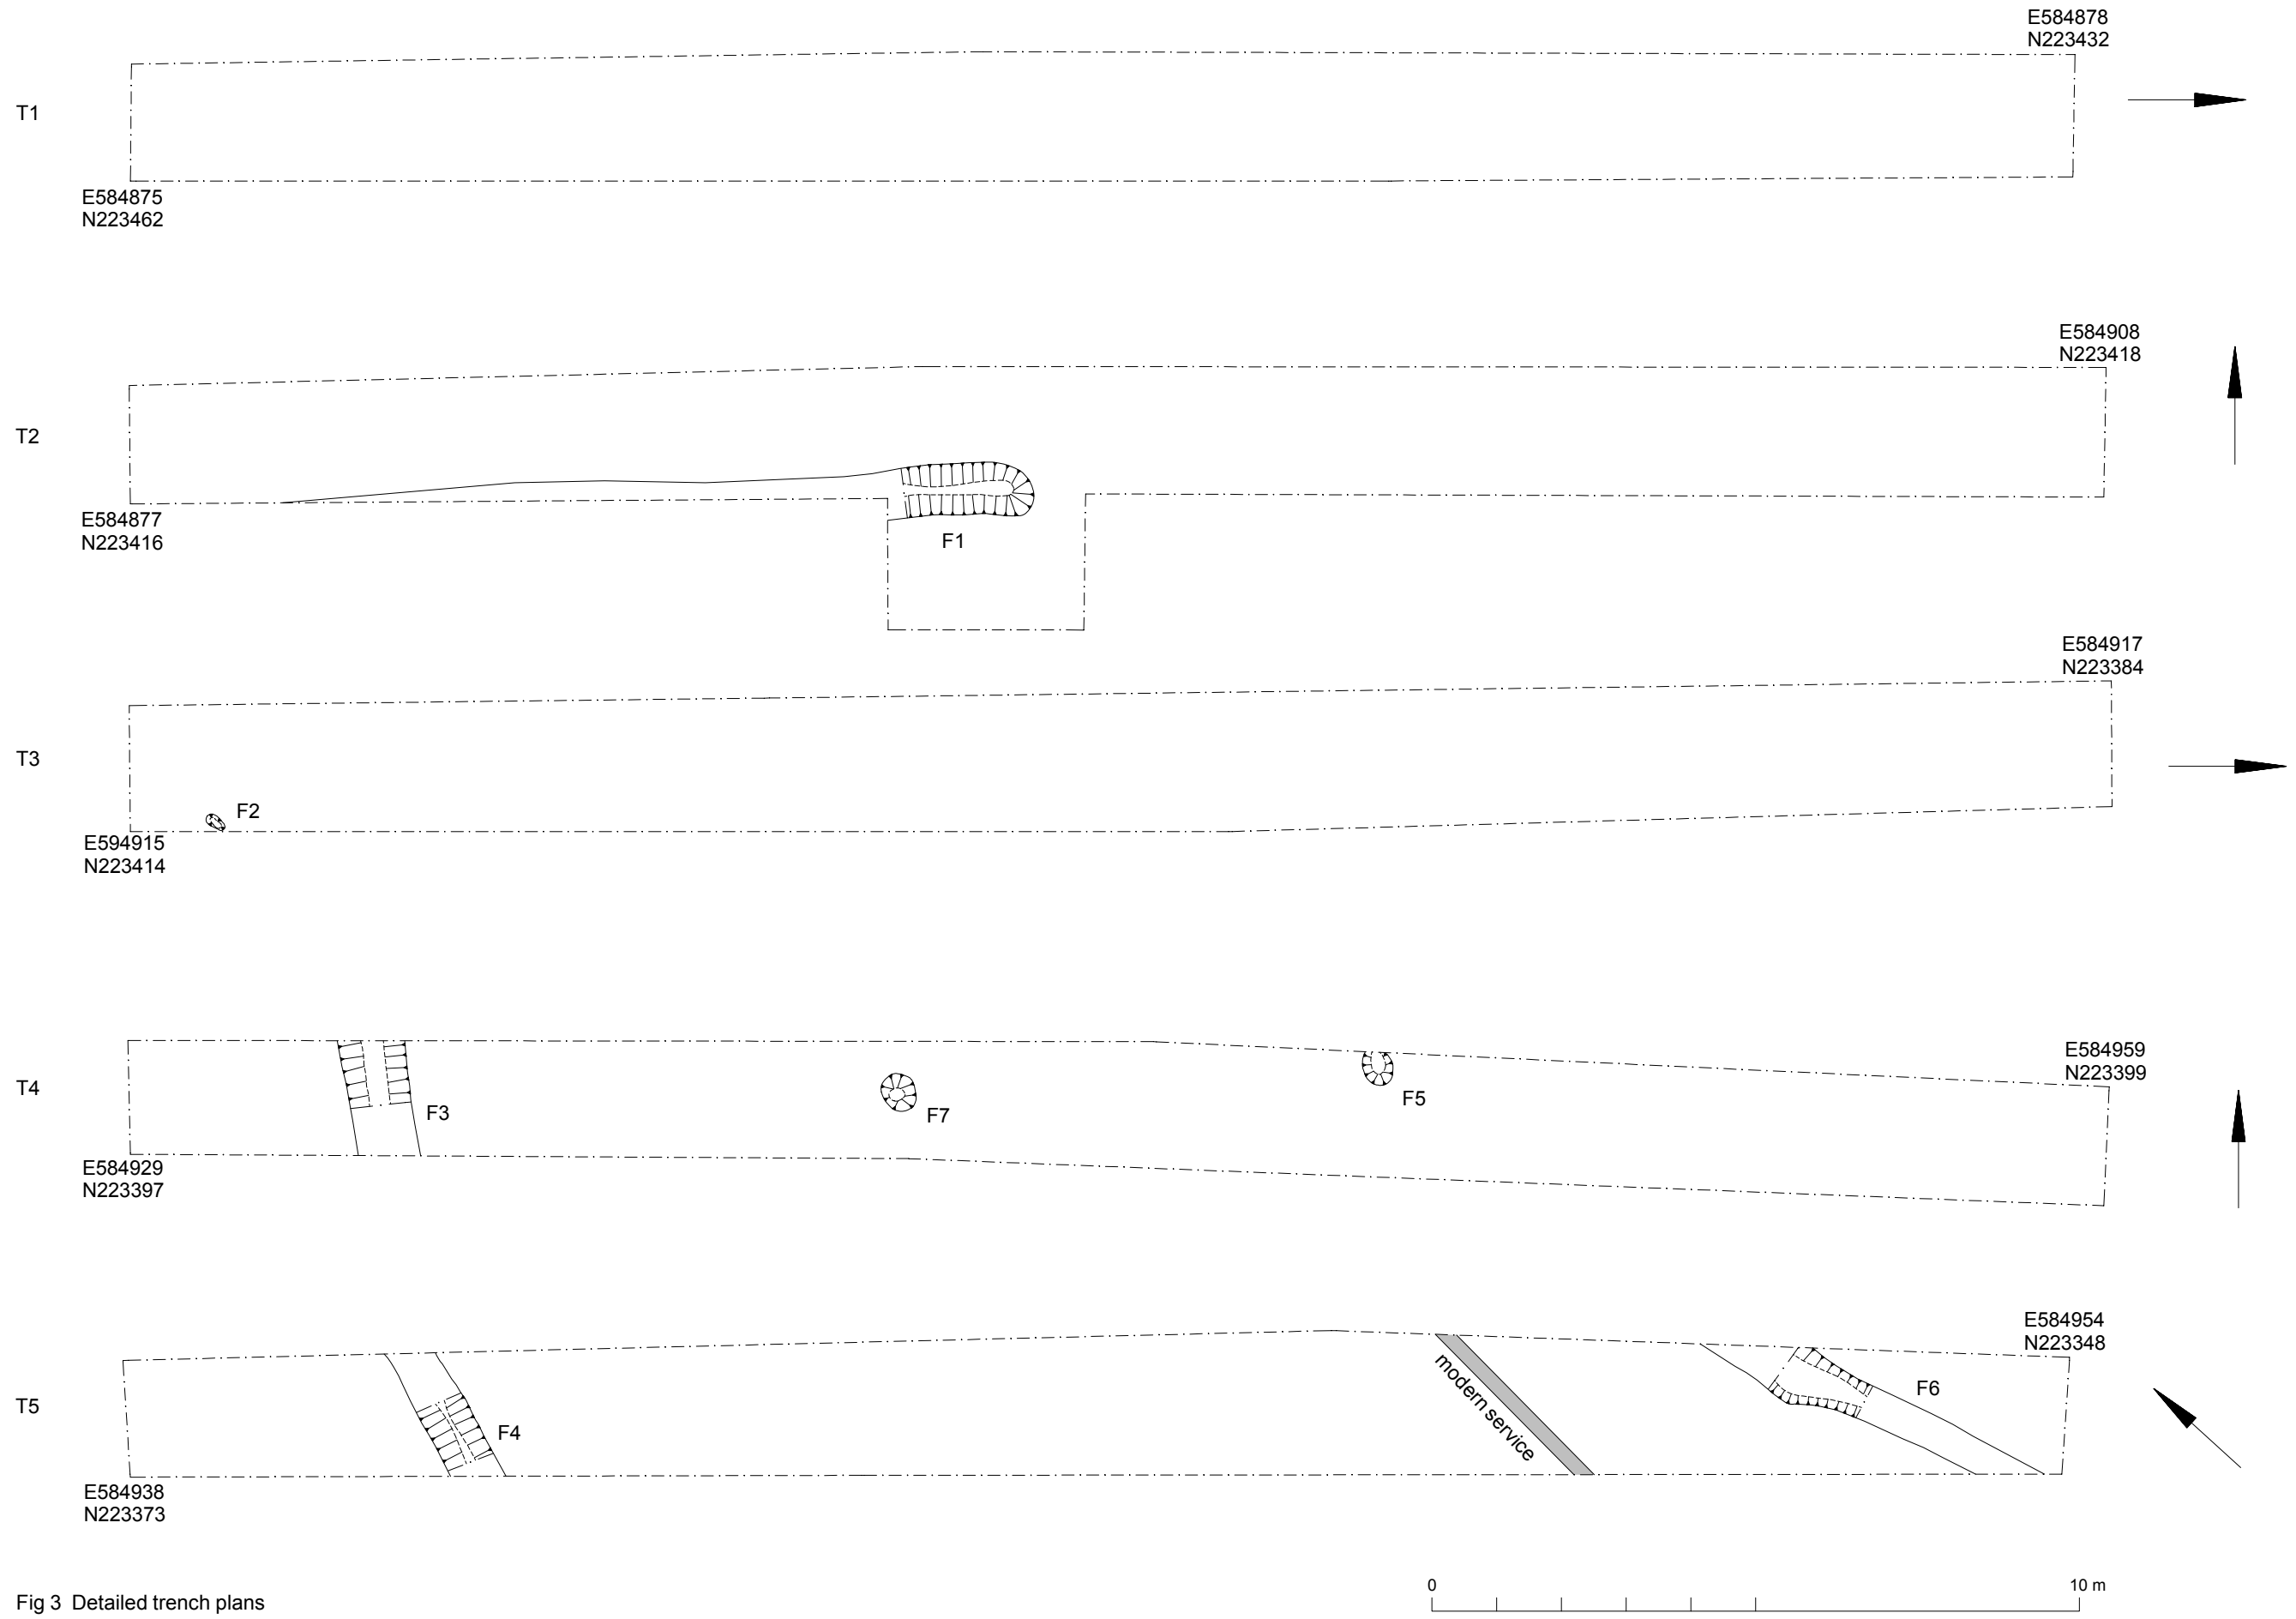 E584878
N223432
T1
E584875
N223462
E584908
N223418
T2
E584877
N223416
F1
E584917
N223384
T3
F2
E594915
N223414
E584959
N223399
T4
F3
F7
F5
E584929
N223397
E584954
N223348
T5
F4
modern service
F6
E584938
N223373
0
10 m
Fig 3 Detailed trench plans